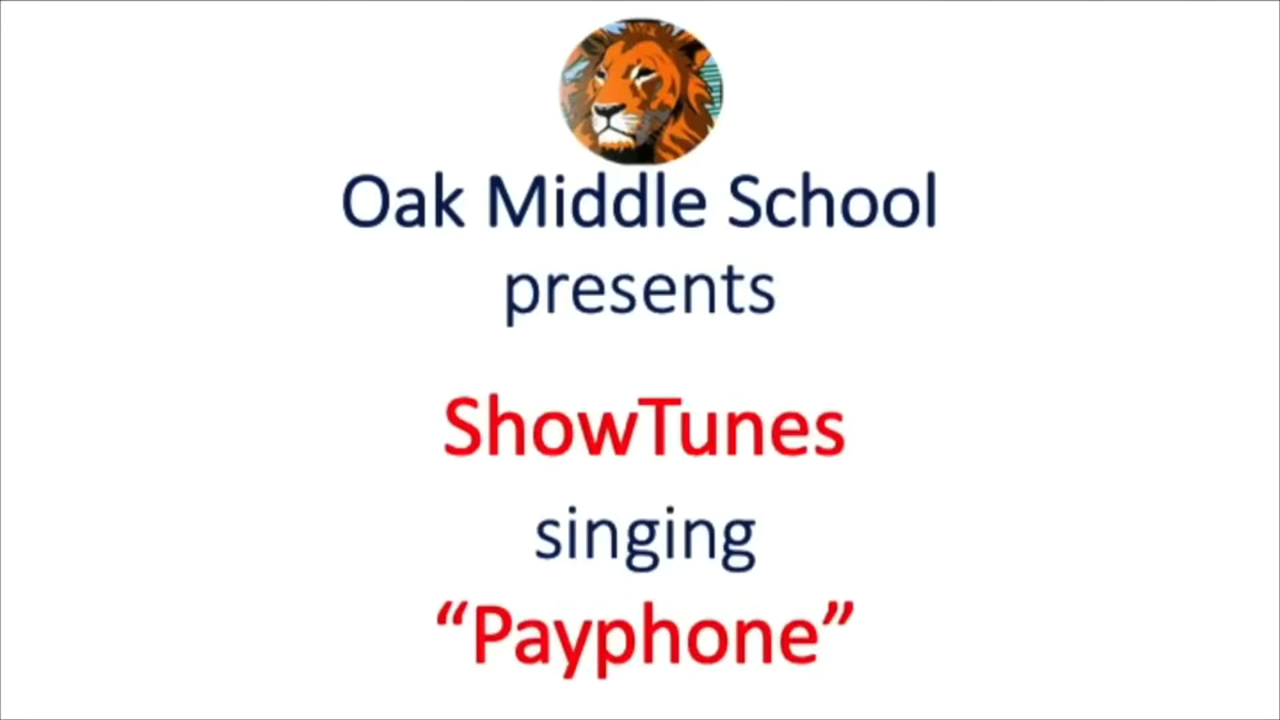 Oak Middle School
presents
ShowTunes
singing
“Payphone”